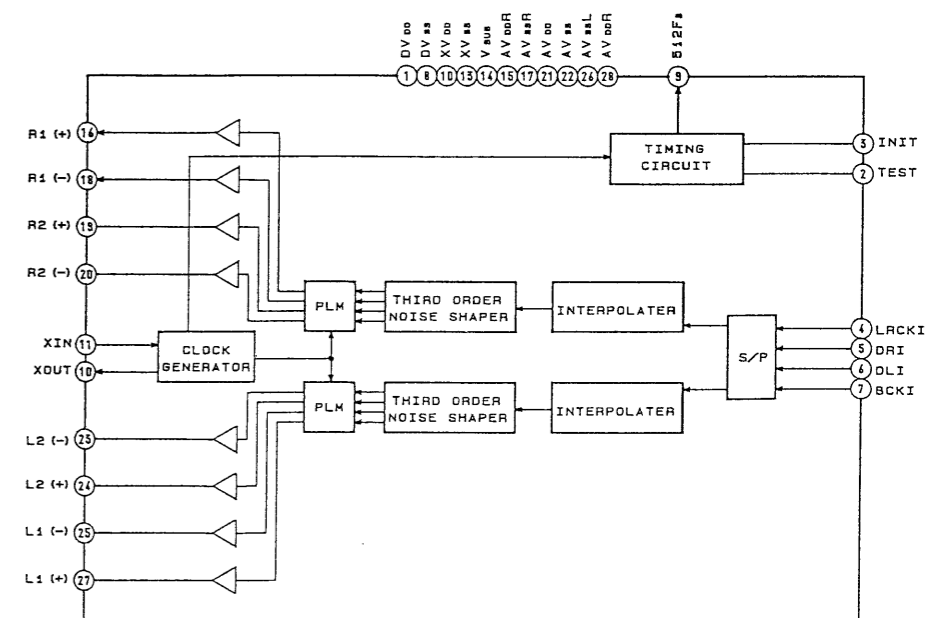 DVDD
DVSS
XVDD
XVSS
VSUB
AVDDR
AVSSR
AVDD
AVSS
AVSSL
AVDDR
512Fs
1 8 10 13 14 15 17 21 22 26 28 9
R1 (+) 16
TIMING
CIRCUIT
3 INIT
2 TEST
R1 (-) 18
R2 (+) 19
R2 (-) 20
PLM
THIRD ORDER
NOISE SHAPER
INTERPOLATER
XIN 11
XOUT 10
CLOCK
GENERATOR
S/P
4 LRCKI
5 DRI
6 DLI
7 BCKI
PLM
THIRD ORDER
NOISE SHAPER
INTERPOLATER
L2 (-) 23
L2 (+) 24
L1 (-) 25
L1 (+) 27